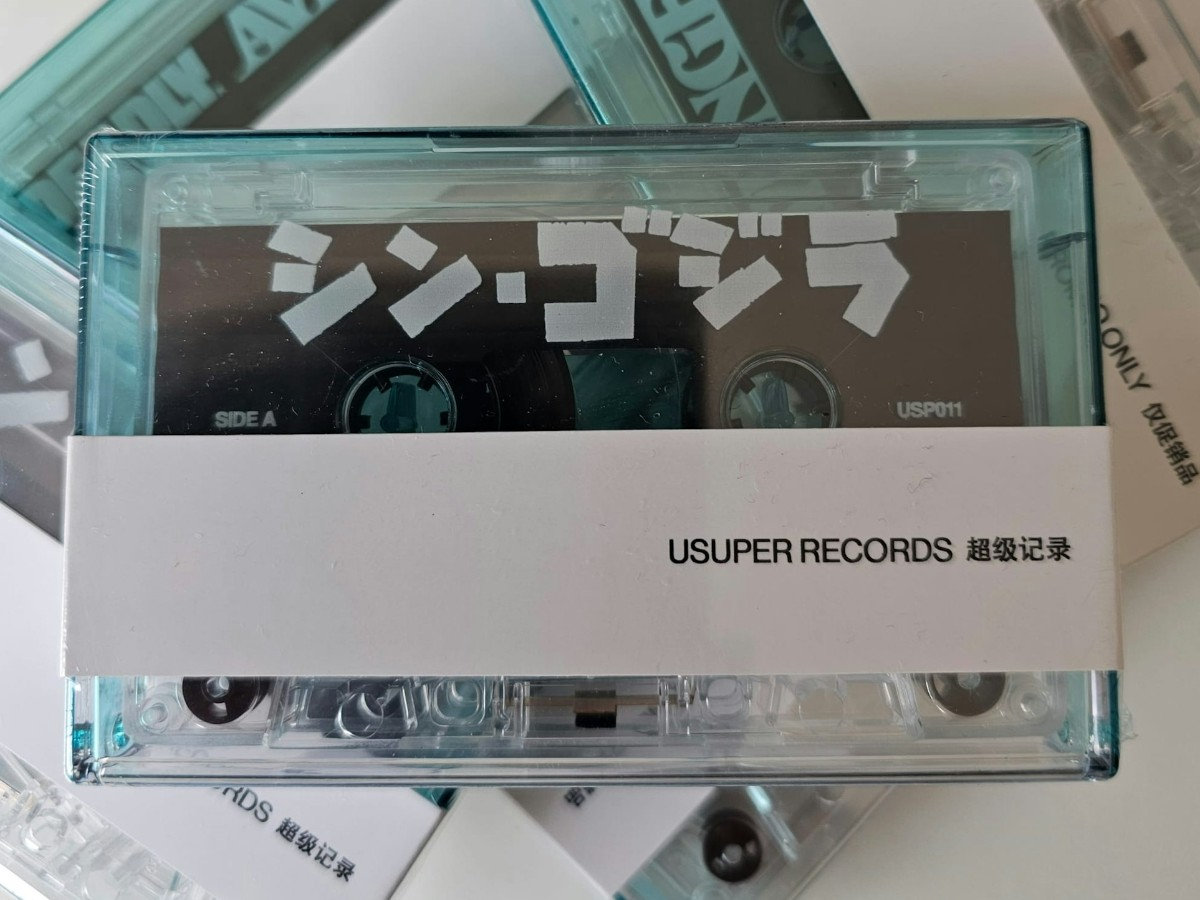 シン・ゴジラ
SIDE A
USP011
USUPER RECORDS 超级记录
ONLY 仅促销品
超级记录